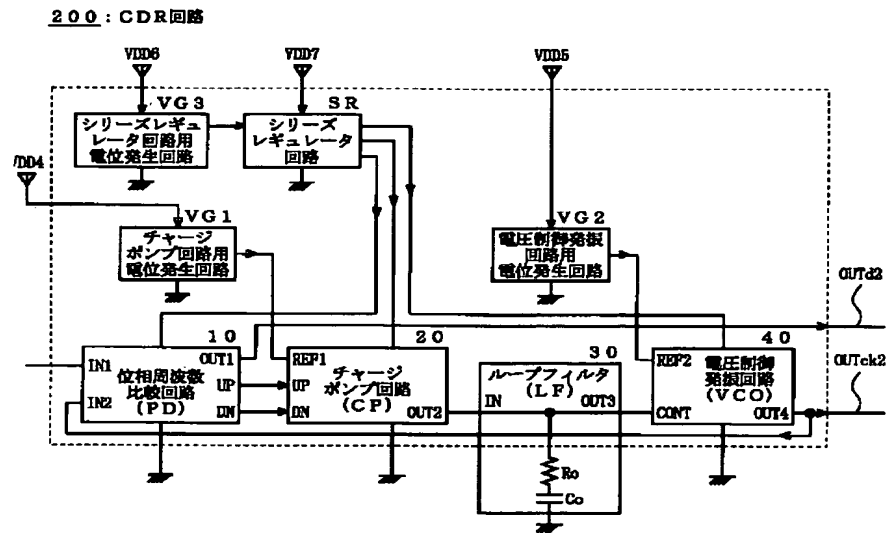 200:CDR回路
VDD6
VDD7
VDD5
VG3
SR
シリーズレギュ
レータ回路用
電位発生回路
シリーズ
レギュレータ
回路
VDD4
VG1
チャージ
ポンプ回路用
電位発生回路
VG2
電圧制御発振
回路用
電位発生回路
OUTd2
10
IN1
IN2
OUT1
UP
DN
位相周波数
比較回路
(PD)
20
REF1
UP
DN
OUT2
チャージ
ポンプ回路
(CP)
30
ループフィルタ
(LF)
IN
OUT3
Ro
Co
40
REF2
CONT
OUT4
電圧制御
発振回路
(VCO)
OUTck2